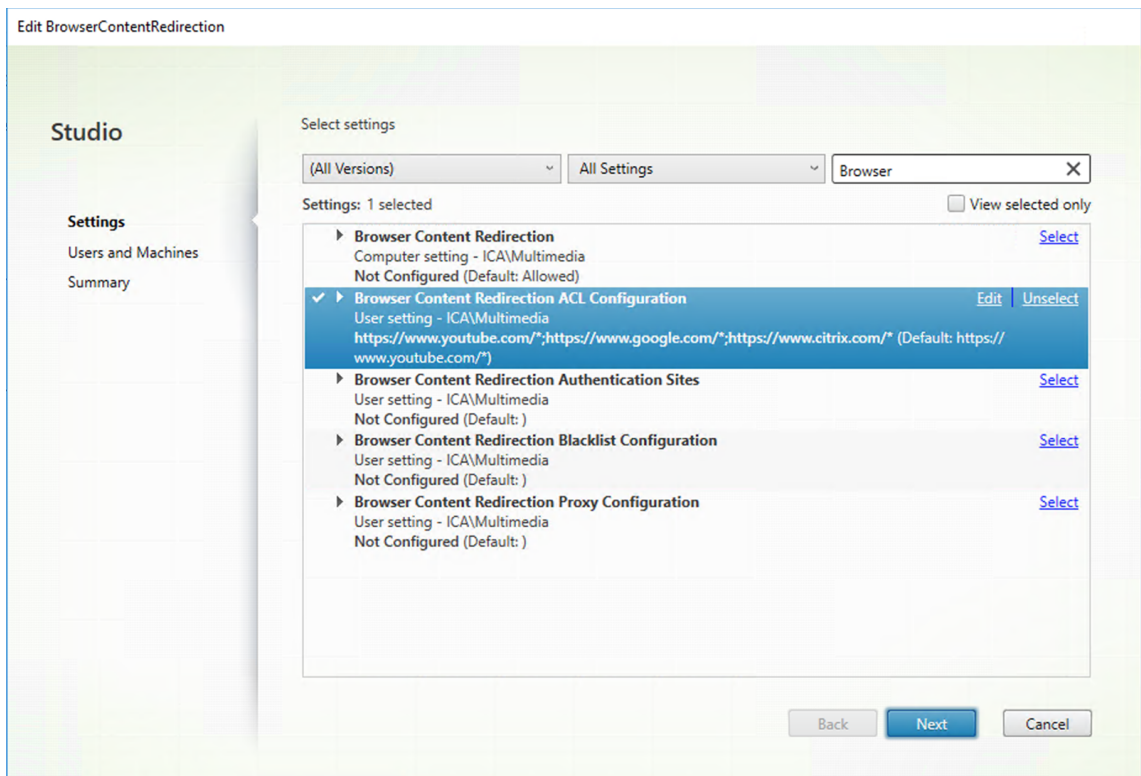 Edit BrowserContentRedirection
Studio
Settings
Users and Machines
Summary
Select settings
(All Versions) All Settings Browser
Settings: 1 selected View selected only
Browser Content Redirection Select
Computer setting - ICA\Multimedia
Not Configured (Default: Allowed)
Browser Content Redirection ACL Configuration Edit Unselect
User setting - ICA\Multimedia
https://www.youtube.com/*;https://www.google.com/*;https://www.citrix.com/* (Default: https://
www.youtube.com/*)
Browser Content Redirection Authentication Sites Select
User setting - ICA\Multimedia
Not Configured (Default: )
Browser Content Redirection Blacklist Configuration Select
User setting - ICA\Multimedia
Not Configured (Default: )
Browser Content Redirection Proxy Configuration Select
User setting - ICA\Multimedia
Not Configured (Default: )
Back Next Cancel